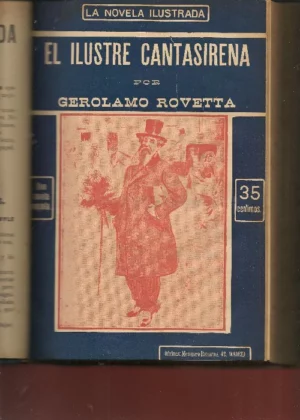 LA NOVELA ILUSTRADA
EL ILUSTRE CANTASIRENA
POR
GEROLAMO ROVETTA
35
céntimos.